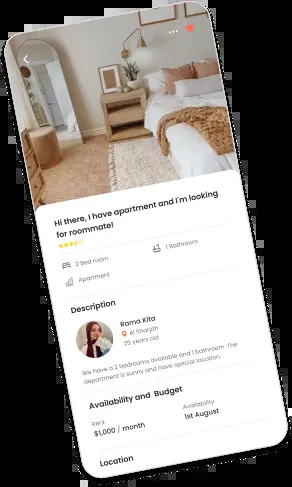 Hi there, I have apartment and I'm looking
for roommate!
2 Bed room
1 Bathroom
Apartment
Description
Rama Kita
Al Sharjah
25 years old
We have a 2 bedrooms available and 1 bathroom. The
department is sunny and have special location.
Availability and Budget
Rent
$1,000 / month
Availability
1st August
Location